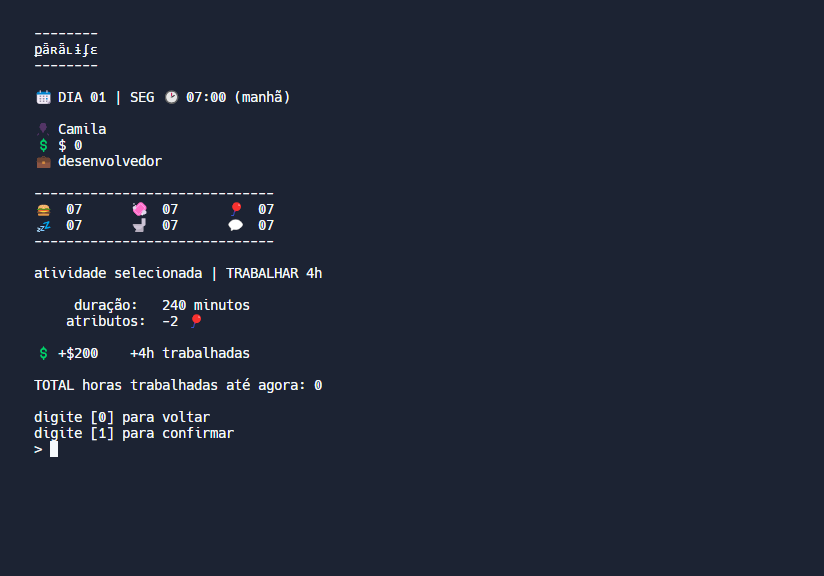 --------
p̲ãʀãʟɨʆɛ
--------
📅 DIA 01 | SEG 🕑 07:00 (manhã)
👤 Camila
💲 $ 0
💼 desenvolvedor
------------------------------
🍔 07 🧼 07 🎈 07
💤 07 🚽 07 💬 07
------------------------------
atividade selecionada | TRABALHAR 4h
duração: 240 minutos
atributos: -2 🎈
💲 +$200 +4h trabalhadas
TOTAL horas trabalhadas até agora: 0
digite [0] para voltar
digite [1] para confirmar
>